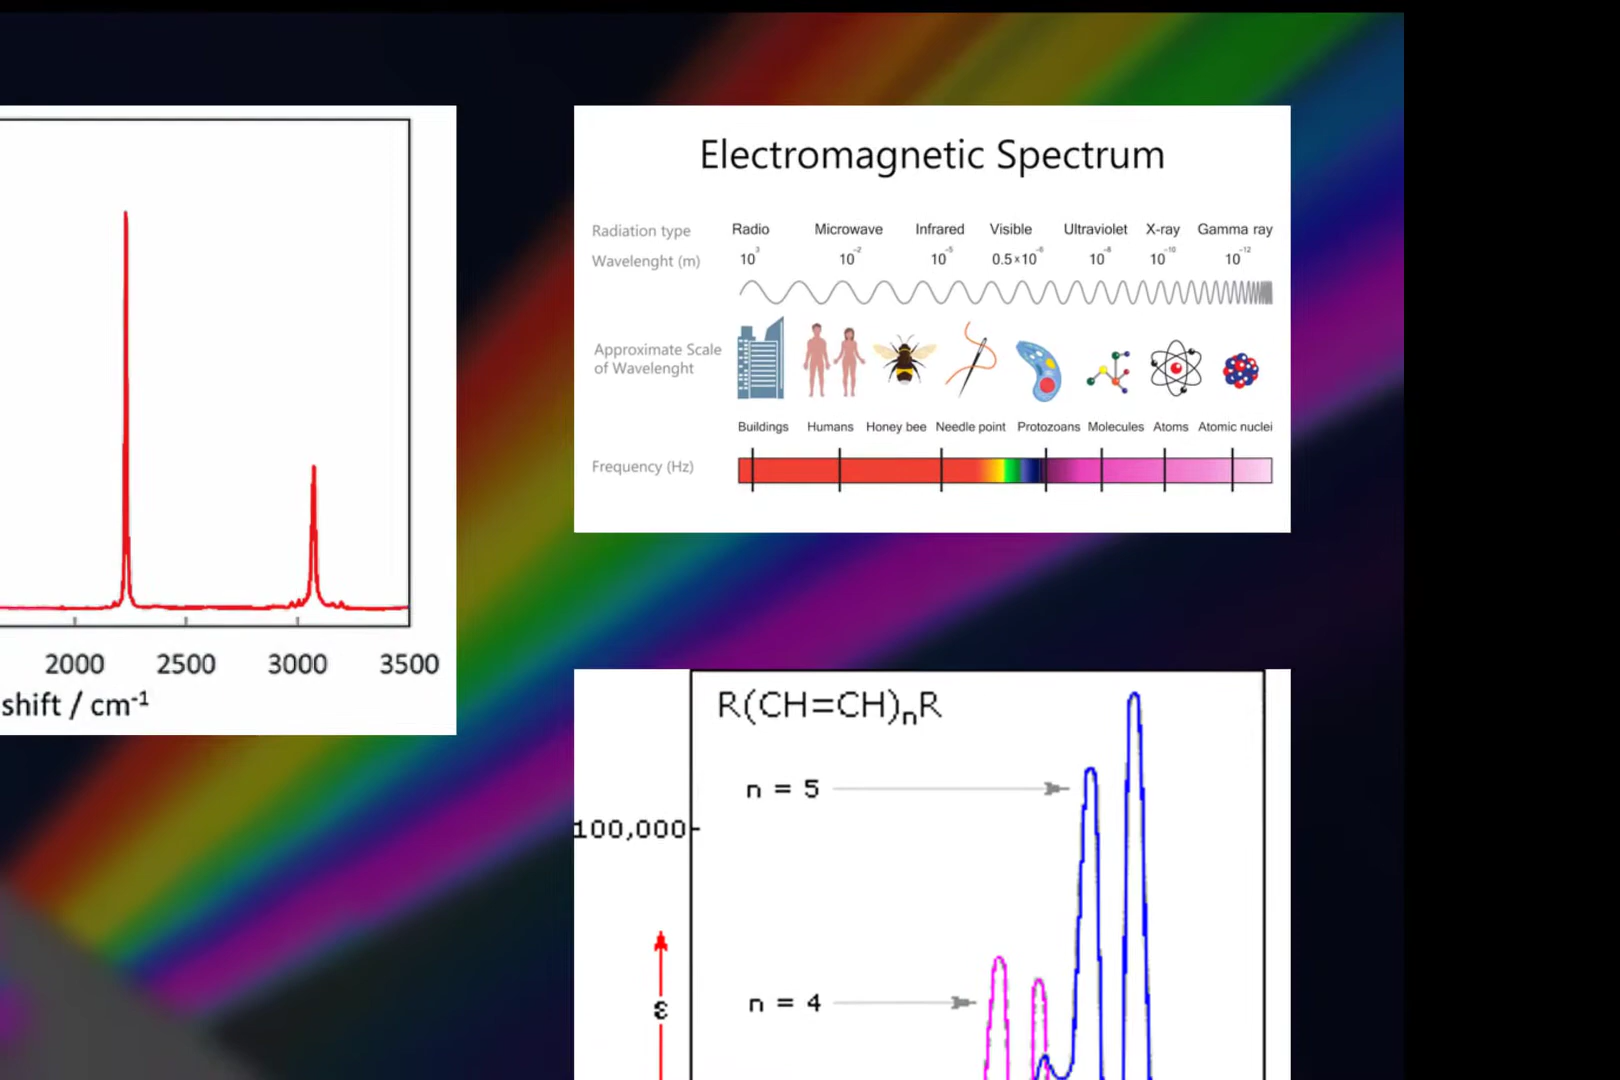 2000 2500 3000 3500
shift / cm⁻¹
Electromagnetic Spectrum
Radiation type Radio Microwave Infrared Visible Ultraviolet X-ray Gamma ray
Wavelenght (m) 10³ 10⁻² 10⁻⁵ 0.5×10⁻⁶ 10⁻⁸ 10⁻¹⁰ 10⁻¹²
Approximate Scale
of Wavelenght
Buildings Humans Honey bee Needle point Protozoans Molecules Atoms Atomic nuclei
Frequency (Hz)
R(CH=CH)ₙR
n = 5
100,000
n = 4
ε